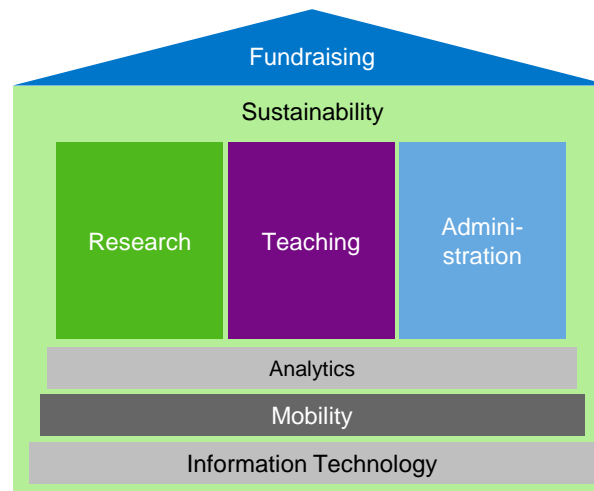 Fundraising
Sustainability
Research
Teaching
Admini-
stration
Analytics
Mobility
Information Technology